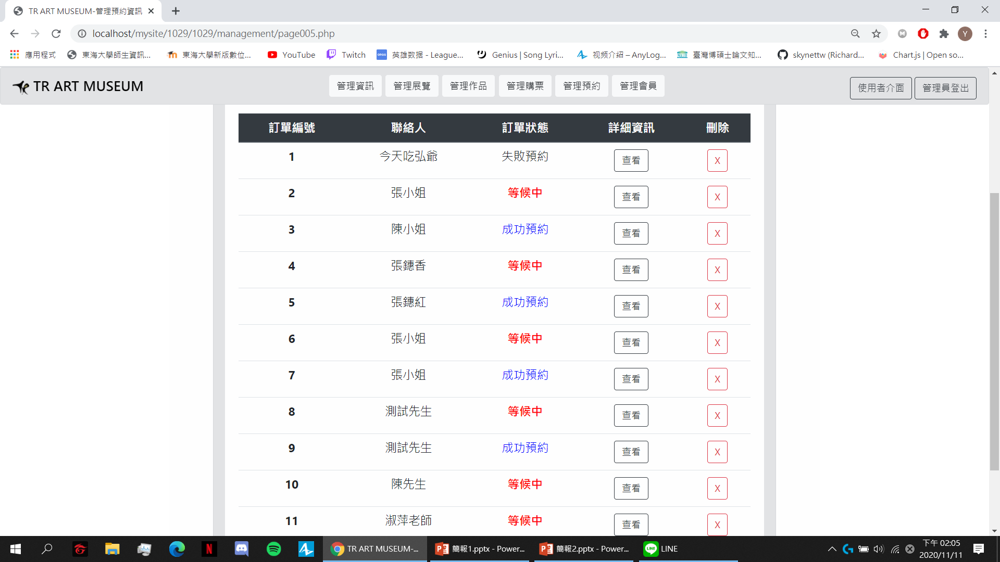 TR ART MUSEUM-管理預約資訊
localhost/mysite/1029/1029/management/page005.php
Y
應用程式 東海大學師生資訊... 東海大學新版數位... YouTube Twitch OPGG 英雄数据 - League... Genius | Song Lyri... 视频介绍 – AnyLog... 臺灣博碩士論文知... skynettw (Richard... Chart.js | Open so...
TR ART MUSEUM 管理資訊 管理展覽 管理作品 管理購票 管理預約 管理會員 使用者介面 管理員登出
訂單編號 聯絡人 訂單狀態 詳細資訊 刪除
1 今天吃弘爺 失敗預約 查看 X
2 張小姐 等候中 查看 X
3 陳小姐 成功預約 查看 X
4 張鏸香 等候中 查看 X
5 張鏸紅 成功預約 查看 X
6 張小姐 等候中 查看 X
7 張小姐 成功預約 查看 X
8 測試先生 等候中 查看 X
9 測試先生 成功預約 查看 X
10 陳先生 等候中 查看 X
11 淑萍老師 等候中 查看 X
TR ART MUSEUM-... 簡報1.pptx - Power... 簡報2.pptx - Power... LINE
下午 02:05
2020/11/11